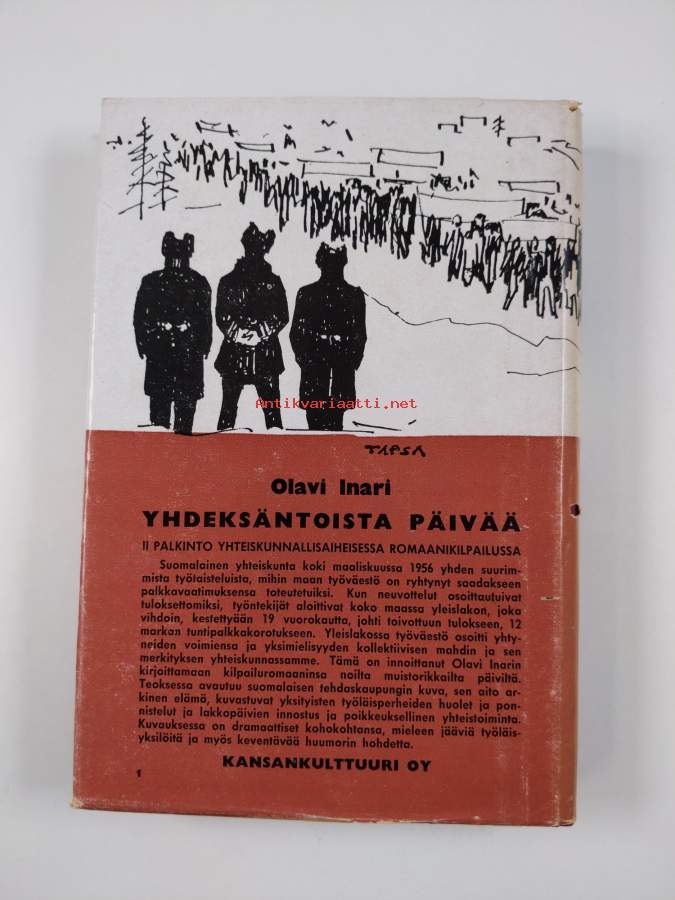 Antikvariaatti.net
TAPSA
Olavi Inari
YHDEKSÄNTOISTA PÄIVÄÄ
II PALKINTO YHTEISKUNNALLISAIHEISESSA ROMAANIKILPAILUSSA
Suomalainen yhteiskunta koki maaliskuussa 1956 yhden suurim-
mista työtaisteluista, mihin maan työväestö on ryhtynyt saadakseen
palkkavaatimuksensa toteutetuiksi. Kun neuvottelut osoittautuivat
tuloksettomiksi, työntekijät aloittivat koko maassa yleislakon, joka
vihdoin, kestettyään 19 vuorokautta, johti toivottuun tulokseen, 12
markan tuntipalkkakorotukseen. Yleislakossa työväestö osoitti yhty-
neiden voimiensa ja yksimielisyyden kollektiivisen mahdin ja sen
merkityksen yhteiskunnassamme. Tämä on innoittanut Olavi Inarin
kirjoittamaan kilpailuromaaninsa noilta muistorikkailta päiviltä.
Teoksessa avautuu suomalaisen tehdaskaupungin kuva, sen aito ar-
kinen elämä, kuvastuvat yksityisten työläisperheiden huolet ja pon-
nistelut ja lakkopäivien innostus ja poikkeuksellinen yhteistoiminta.
Kuvauksessa on dramaattiset kohokohtansa, mieleen jääviä työläis-
yksilöitä ja myös keventävää huumorin hohdetta.
KANSANKULTTUURI OY
1